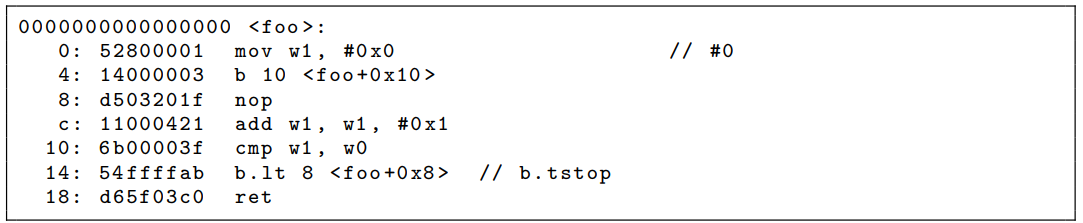 0000000000000000 <foo>:
0: 52800001 mov w1, #0x0 // #0
4: 14000003 b 10 <foo+0x10>
8: d503201f nop
c: 11000421 add w1, w1, #0x1
10: 6b00003f cmp w1, w0
14: 54ffffab b.lt 8 <foo+0x8> // b.tstop
18: d65f03c0 ret